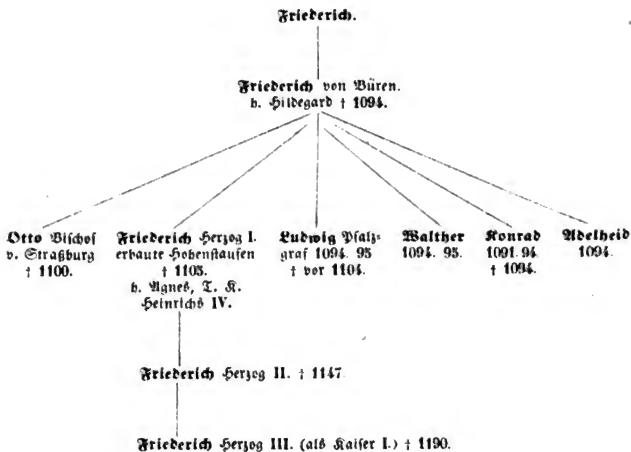 Friederich.
Friederich von Büren.
h. Hildegard † 1094.
Otto Bischof
v. Straßburg
† 1100.
Friederich Herzog I.
erbaute Hohenstaufen
† 1105.
h. Agnes, T. K.
Heinrichs IV.
Ludwig Pfalz-
graf 1094. 95
† vor 1104.
Walther
1094. 95.
Konrad
1091. 94
† 1094.
Adelheid
1094.
Friederich Herzog II. † 1147.
Friederich Herzog III. (als Kaiser I.) † 1190.